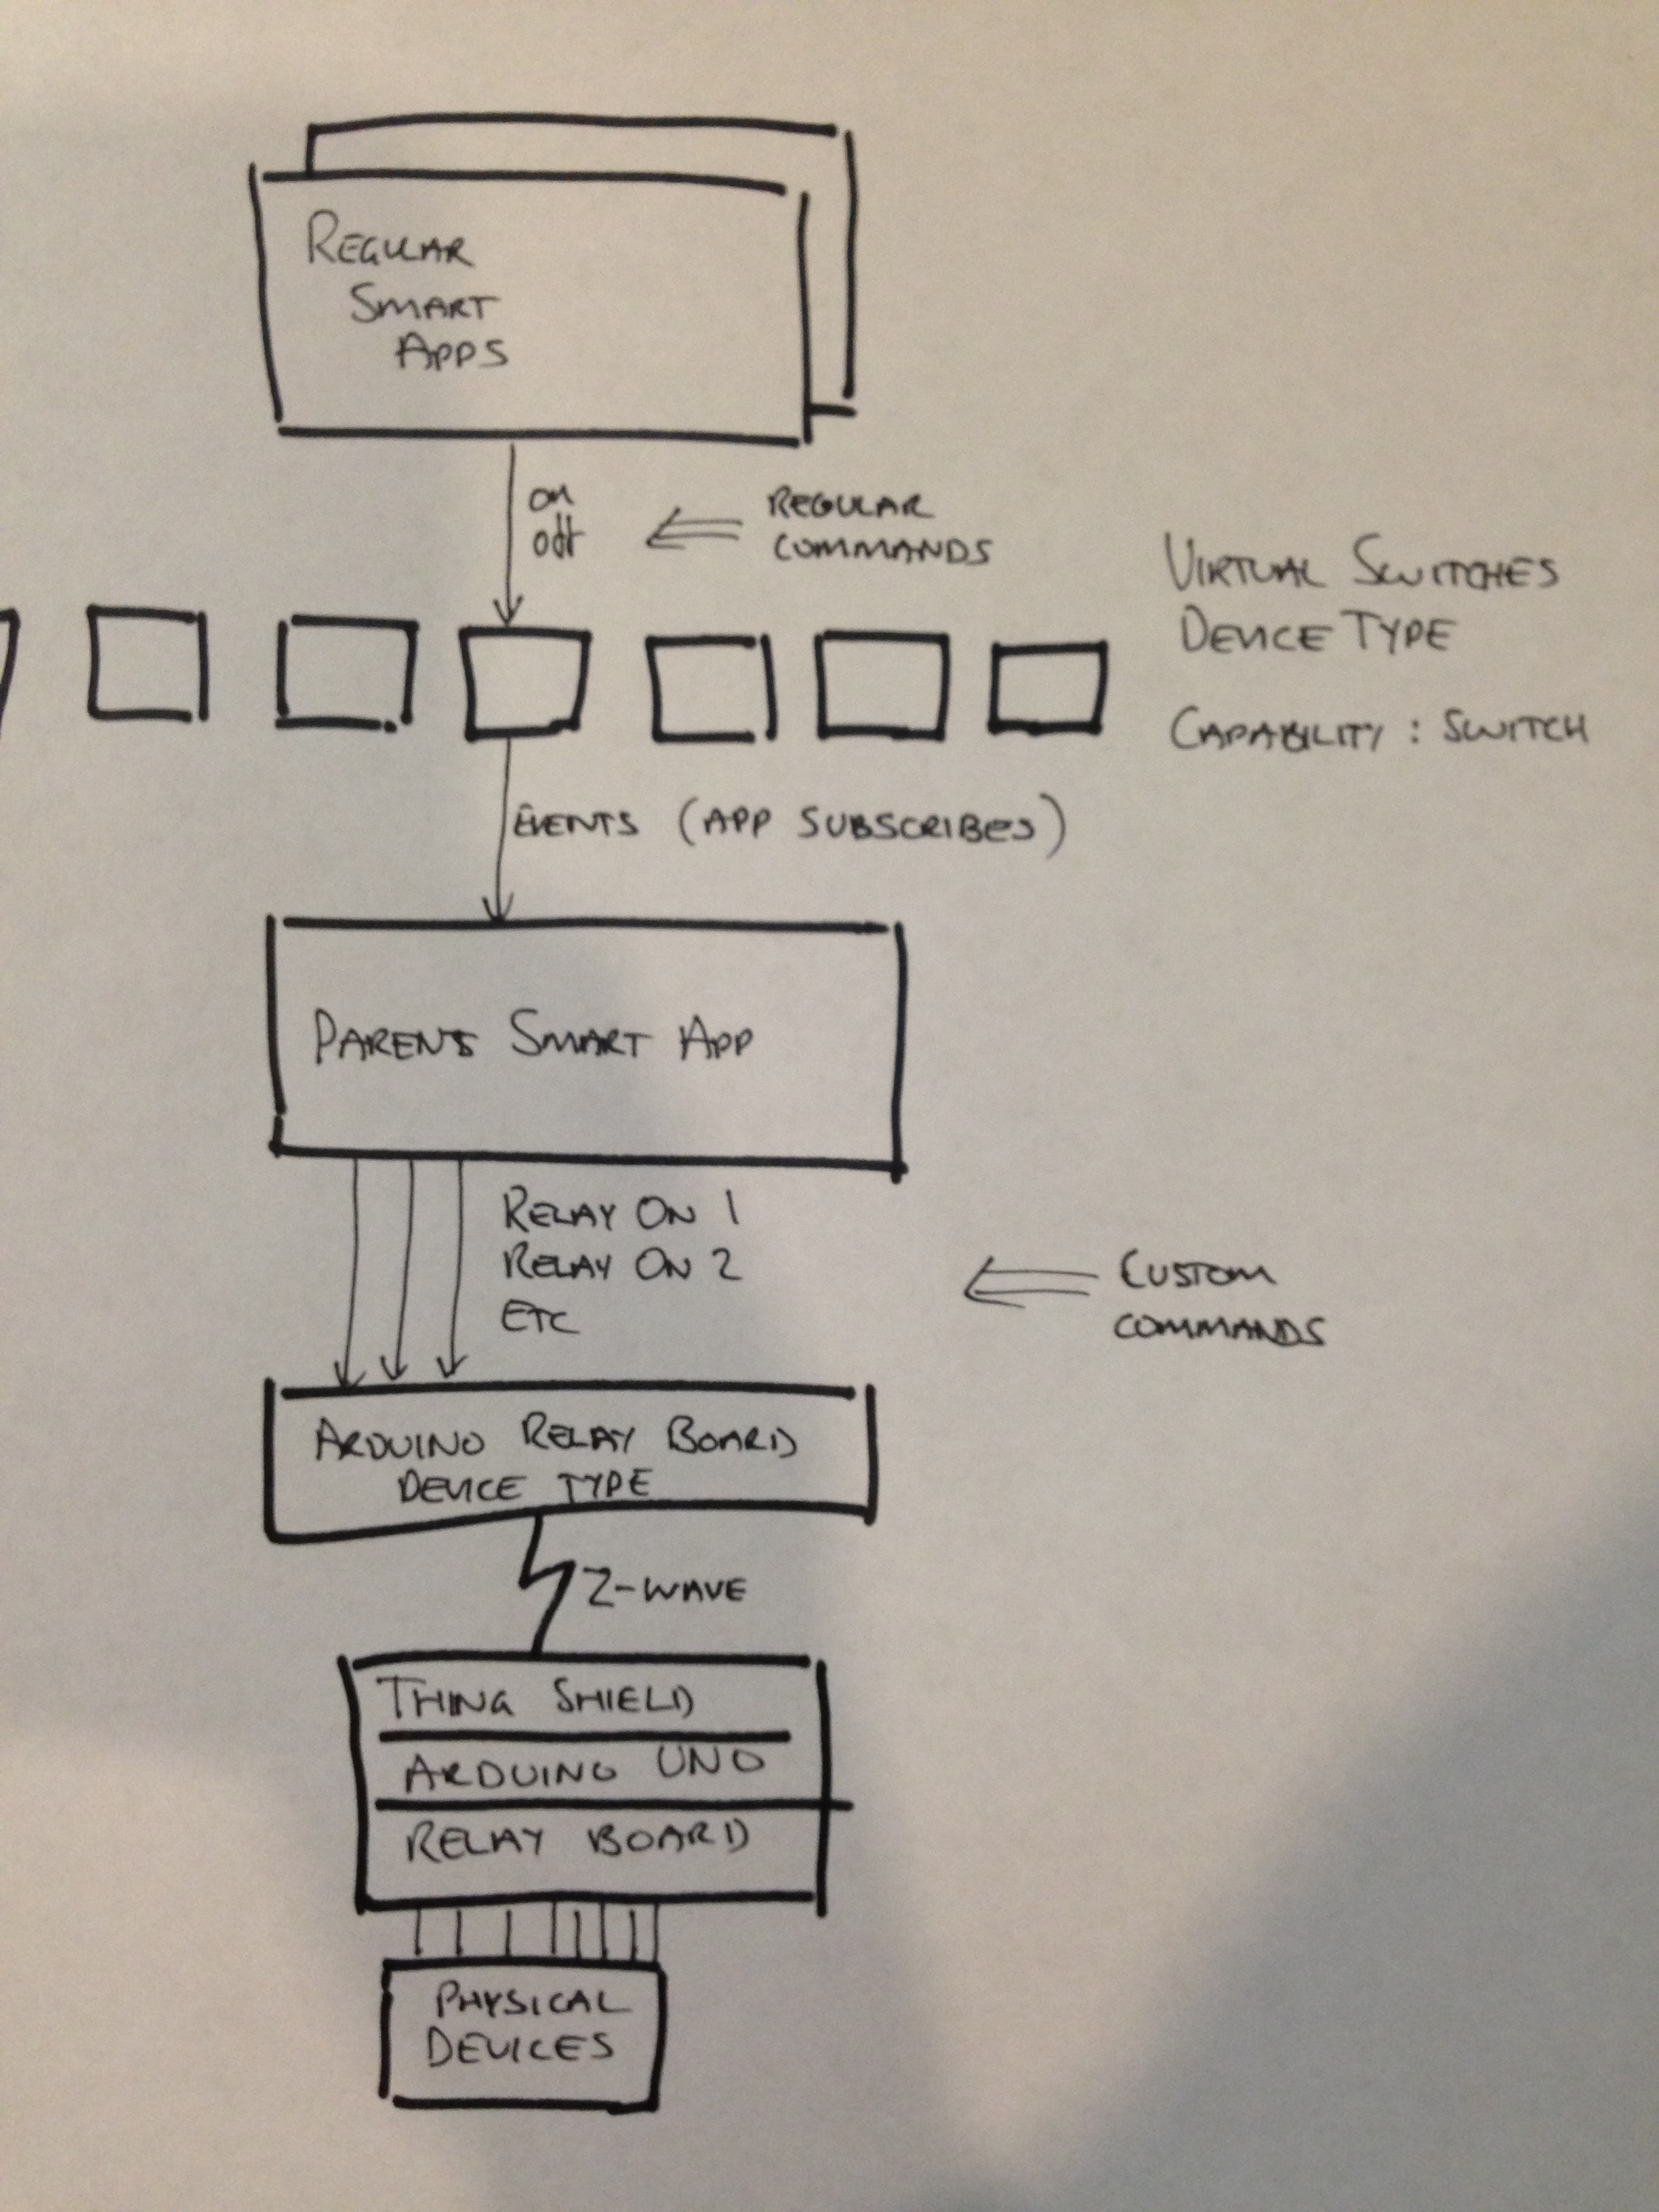 REGULAR
SMART
APPS
on
off
REGULAR
COMMANDS
VIRTUAL SWITCHES
DEVICE TYPE
CAPABILITY : SWITCH
EVENTS (APP SUBSCRIBES)
PARENT SMART APP
RELAY ON 1
RELAY ON 2
ETC
CUSTOM
COMMANDS
ARDUINO RELAY BOARD
DEVICE TYPE
Z-WAVE
THING SHIELD
ARDUINO UNO
RELAY BOARD
PHYSICAL
DEVICES